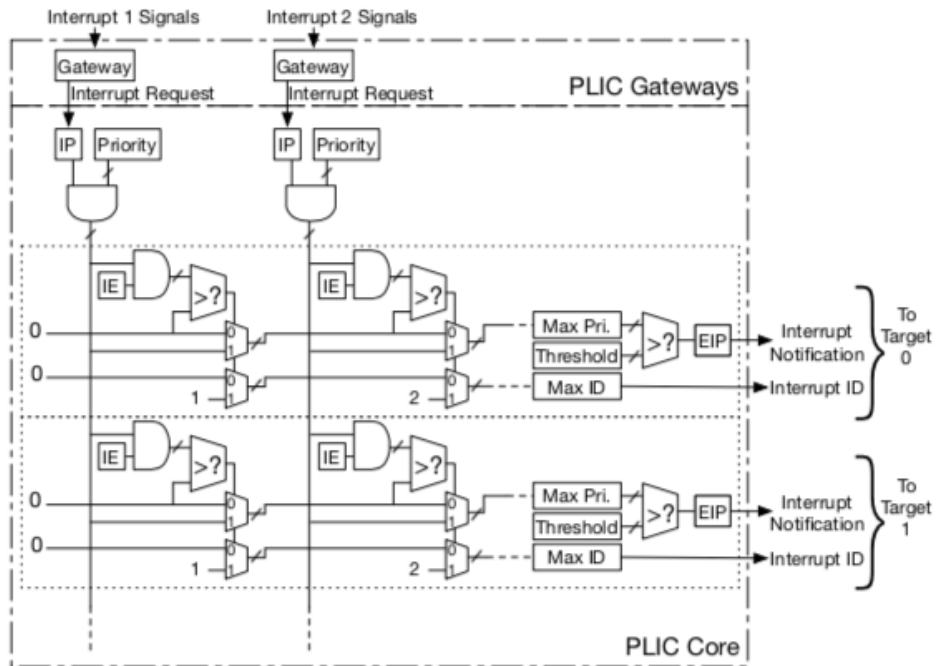 Interrupt 1 Signals
Interrupt 2 Signals
Gateway
Gateway
PLIC Gateways
Interrupt Request
Interrupt Request
IP
Priority
IP
Priority
IE
>?
IE
>?
0
0
1
0
1
Max Pri.
>?
EIP
Interrupt
Notification
To
Target
0
Threshold
0
0
1
1
2
0
1
Max ID
Interrupt ID
IE
>?
IE
>?
0
0
1
0
1
Max Pri.
>?
EIP
Interrupt
Notification
To
Target
1
Threshold
0
0
1
1
2
0
1
Max ID
Interrupt ID
PLIC Core